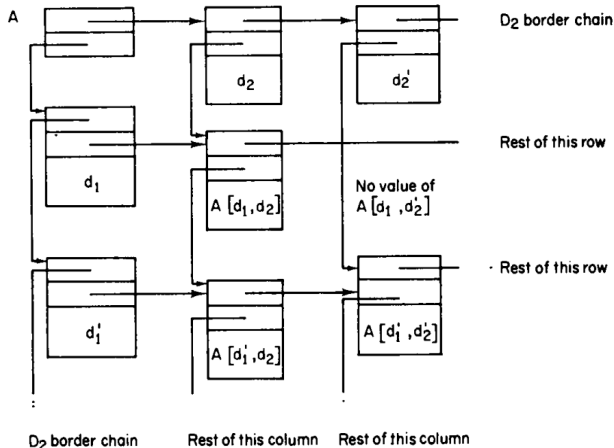 A
D₂ border chain
d₂
d₂'
Rest of this row
d₁
A [d₁, d₂]
No value of
A [d₁, d₂']
Rest of this row
d₁'
A [d₁', d₂]
A [d₁', d₂']
D₂ border chain
Rest of this column
Rest of this column